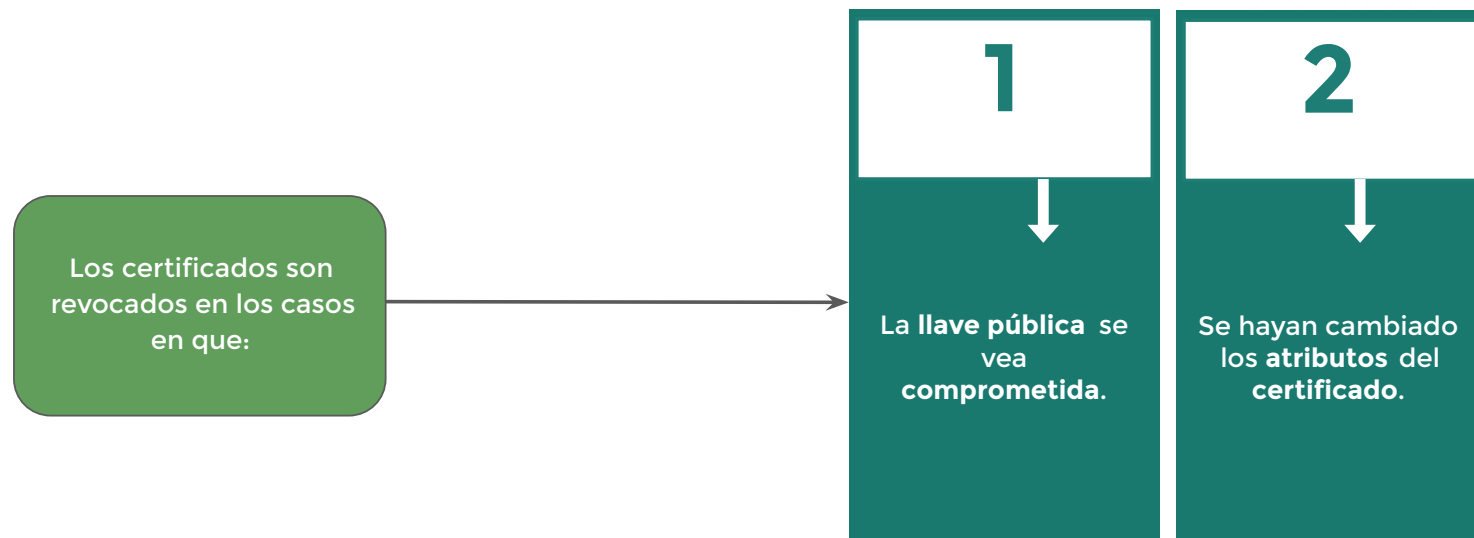 Los certificados son
revocados en los casos
en que:
1
La llave pública se
vea
comprometida.
2
Se hayan cambiado
los atributos del
certificado.